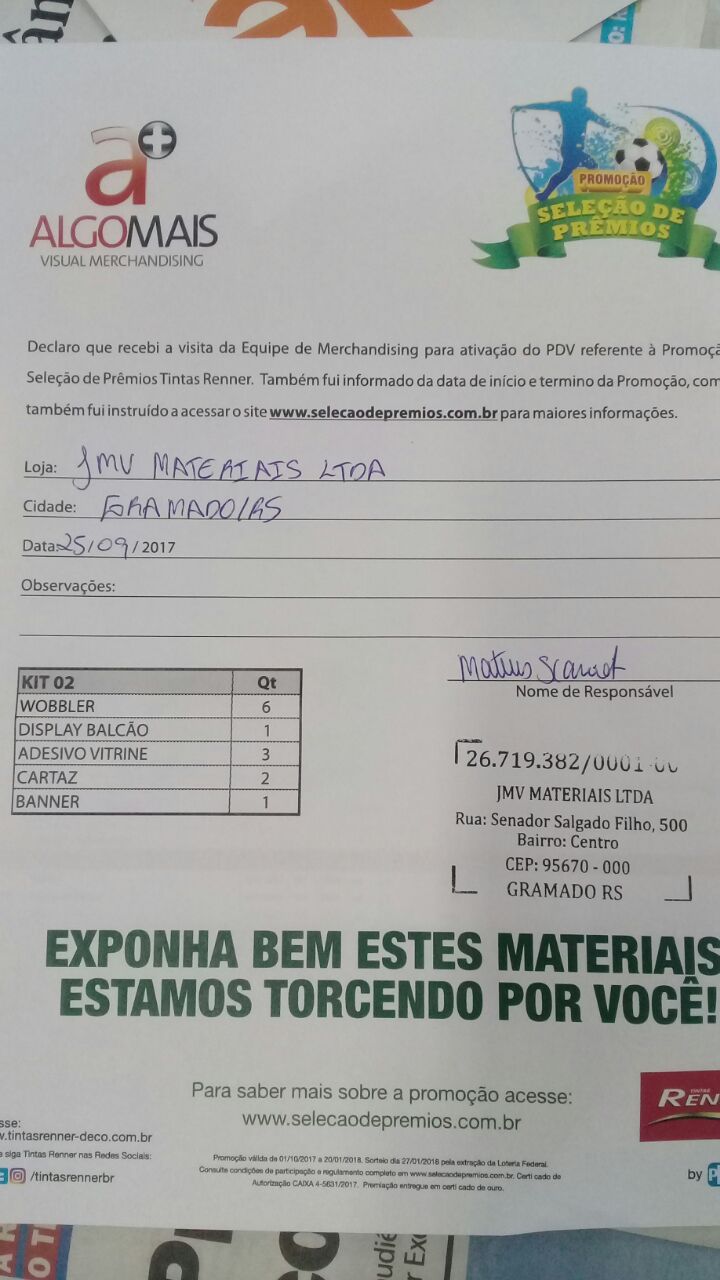 a+
ALGOMAIS
VISUAL MERCHANDISING
PROMOÇÃO
SELEÇÃO DE
PRÊMIOS
Declaro que recebi a visita da Equipe de Merchandising para ativação do PDV referente à Promoçã
Seleção de Prêmios Tintas Renner. Também fui informado da data de início e termino da Promoção, com
também fui instruído a acessar o site www.selecaodepremios.com.br para maiores informações.
Loja: JMV MATERIAIS LTDA
Cidade: GRAMADO/RS
Data: 25/09/2017
Observações:
Mateus
Nome de Responsável
KIT 02 Qt
WOBBLER 6
DISPLAY BALCÃO 1
ADESIVO VITRINE 3
CARTAZ 2
BANNER 1
26.719.382/0001
JMV MATERIAIS LTDA
Rua: Senador Salgado Filho, 500
Bairro: Centro
CEP: 95670 - 000
GRAMADO RS
EXPONHA BEM ESTES MATERIAIS
ESTAMOS TORCENDO POR VOCÊ!
Para saber mais sobre a promoção acesse:
www.selecaodepremios.com.br
sse:
w.tintasrenner-deco.com.br
e siga Tintas Renner nas Redes Sociais:
/tintasrennerbr
Promoção válida de 01/10/2017 a 20/01/2018. Sorteio dia 27/01/2018 pela extração da Loteria Federal.
Consulte condições de participação e regulamento completo em www.selecaodepremios.com.br. Certi cado de
Autorização CAIXA 4-5631/2017. Premiação entregue em certi cado de ouro.
TINTAS
REN
by P